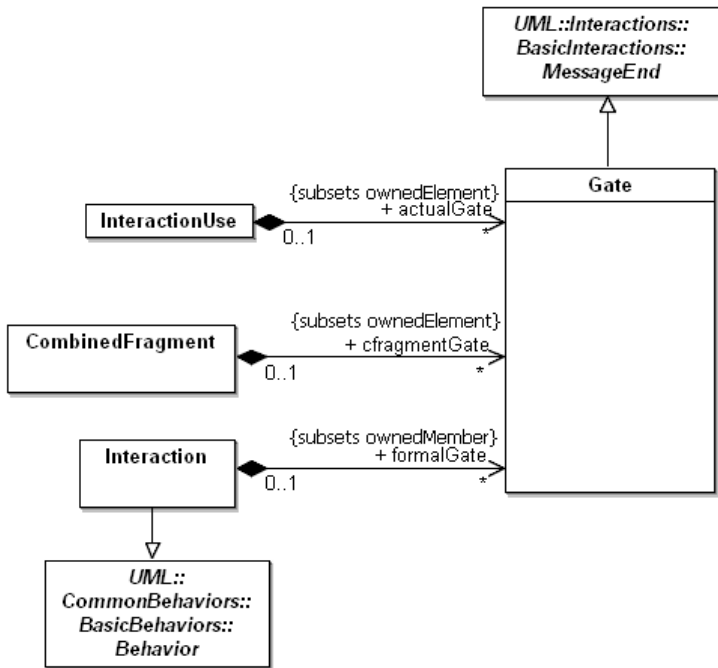 UML::Interactions::
BasicInteractions::
MessageEnd
Gate
{subsets ownedElement}
+ actualGate
InteractionUse
0..1
*
{subsets ownedElement}
+ cfragmentGate
CombinedFragment
0..1
*
{subsets ownedMember}
+ formalGate
Interaction
0..1
*
UML::
CommonBehaviors::
BasicBehaviors::
Behavior